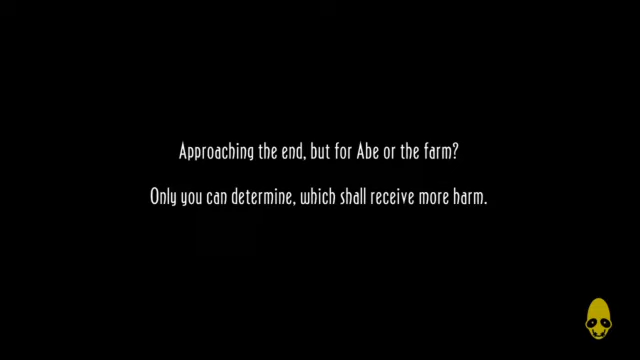 Approaching the end, but for Abe or the farm?
Only you can determine, which shall receive more harm.